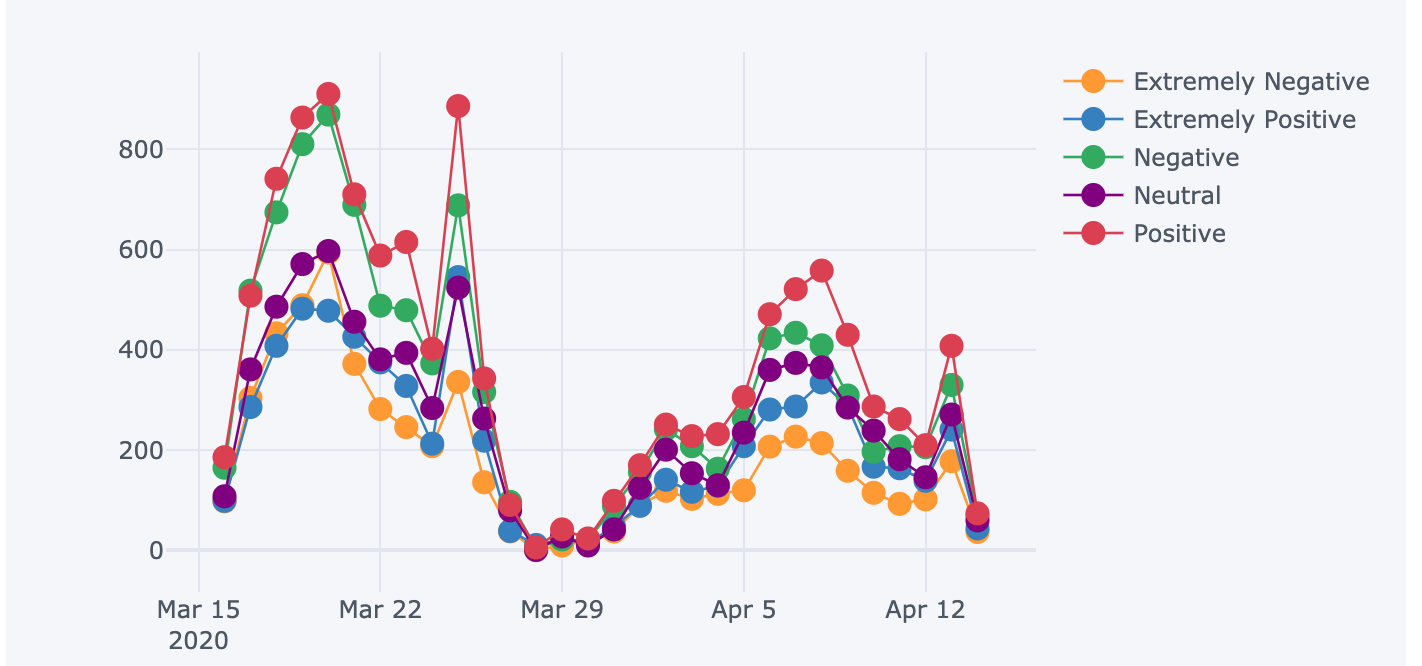 800
600
400
200
0
Mar 15
2020
Mar 22
Mar 29
Apr 5
Apr 12
Extremely Negative
Extremely Positive
Negative
Neutral
Positive